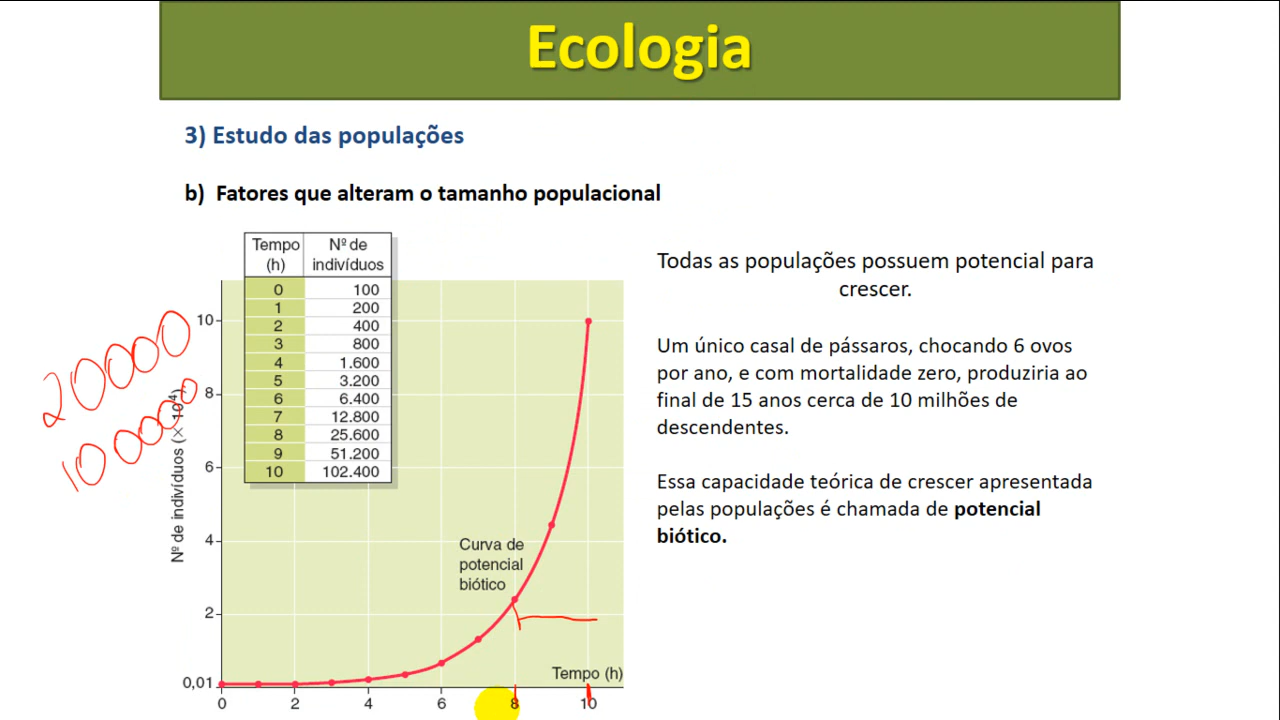 Ecologia
3) Estudo das populações
b) Fatores que alteram o tamanho populacional
Tempo (h) Nº de indivíduos
0 100
1 200
2 400
3 800
4 1.600
5 3.200
6 6.400
7 12.800
8 25.600
9 51.200
10 102.400
20000
10000
Nº de indivíduos (× 10⁴)
10
8
6
4
2
0,01
Curva de
potencial
biótico
Tempo (h)
0 2 4 6 8 10
Todas as populações possuem potencial para
crescer.
Um único casal de pássaros, chocando 6 ovos
por ano, e com mortalidade zero, produziria ao
final de 15 anos cerca de 10 milhões de
descendentes.
Essa capacidade teórica de crescer apresentada
pelas populações é chamada de potencial
biótico.